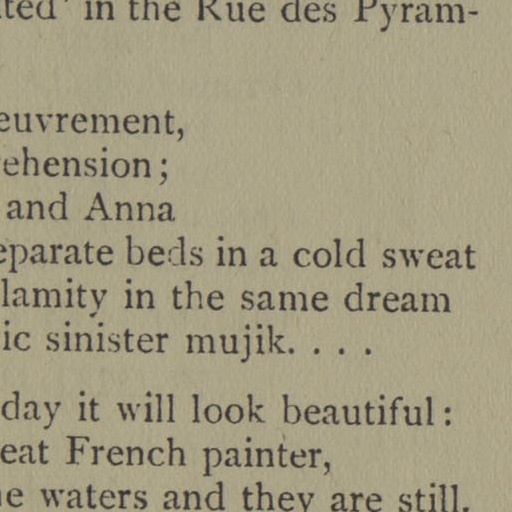 ted' in the Rue des Pyram-
euvrement,
ehension;
and Anna
eparate beds in a cold sweat
lamity in the same dream
ic sinister mujik. . . .
day it will look beautiful:
eat French painter,
e waters and they are still.